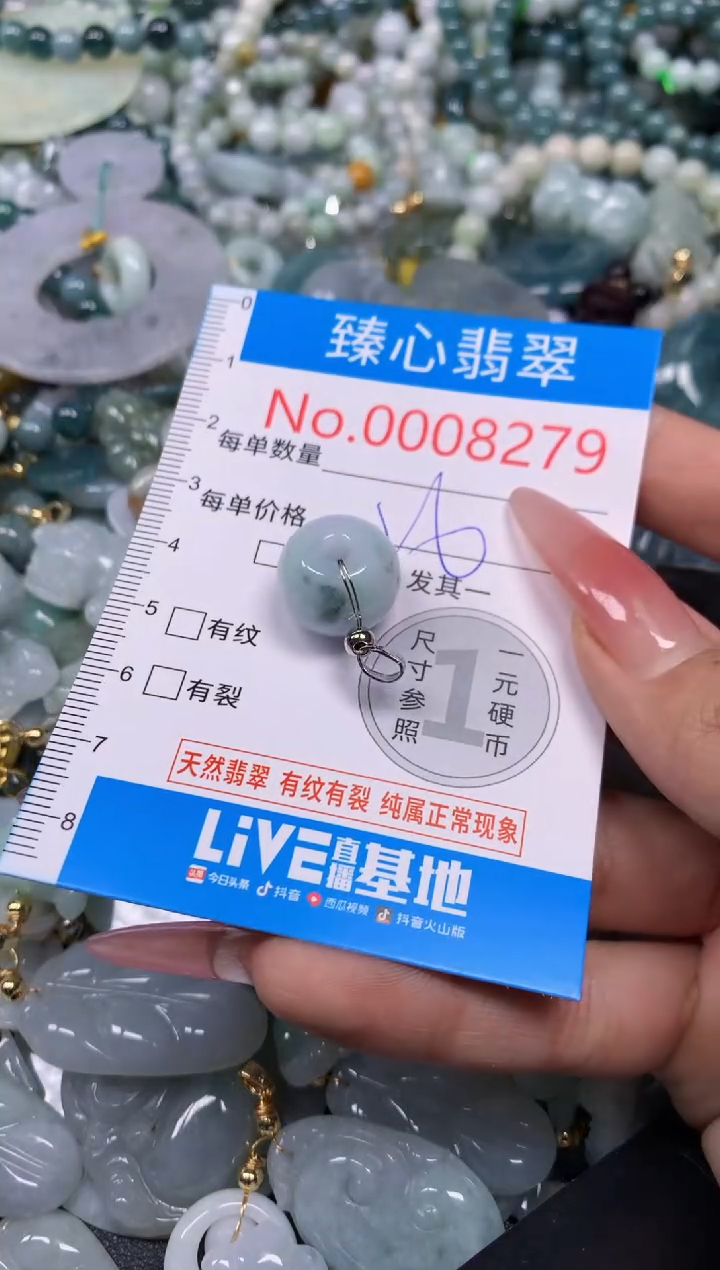 臻心翡翠
No.0008279
每单数量
每单价格
发其一
有纹
有裂
尺寸参照
1
一元硬币
天然翡翠 有纹有裂 纯属正常现象
LiVE直播基地
头条 今日头条 抖音 西瓜视频 抖音火山版
0
1
2
3
4
5
6
7
8